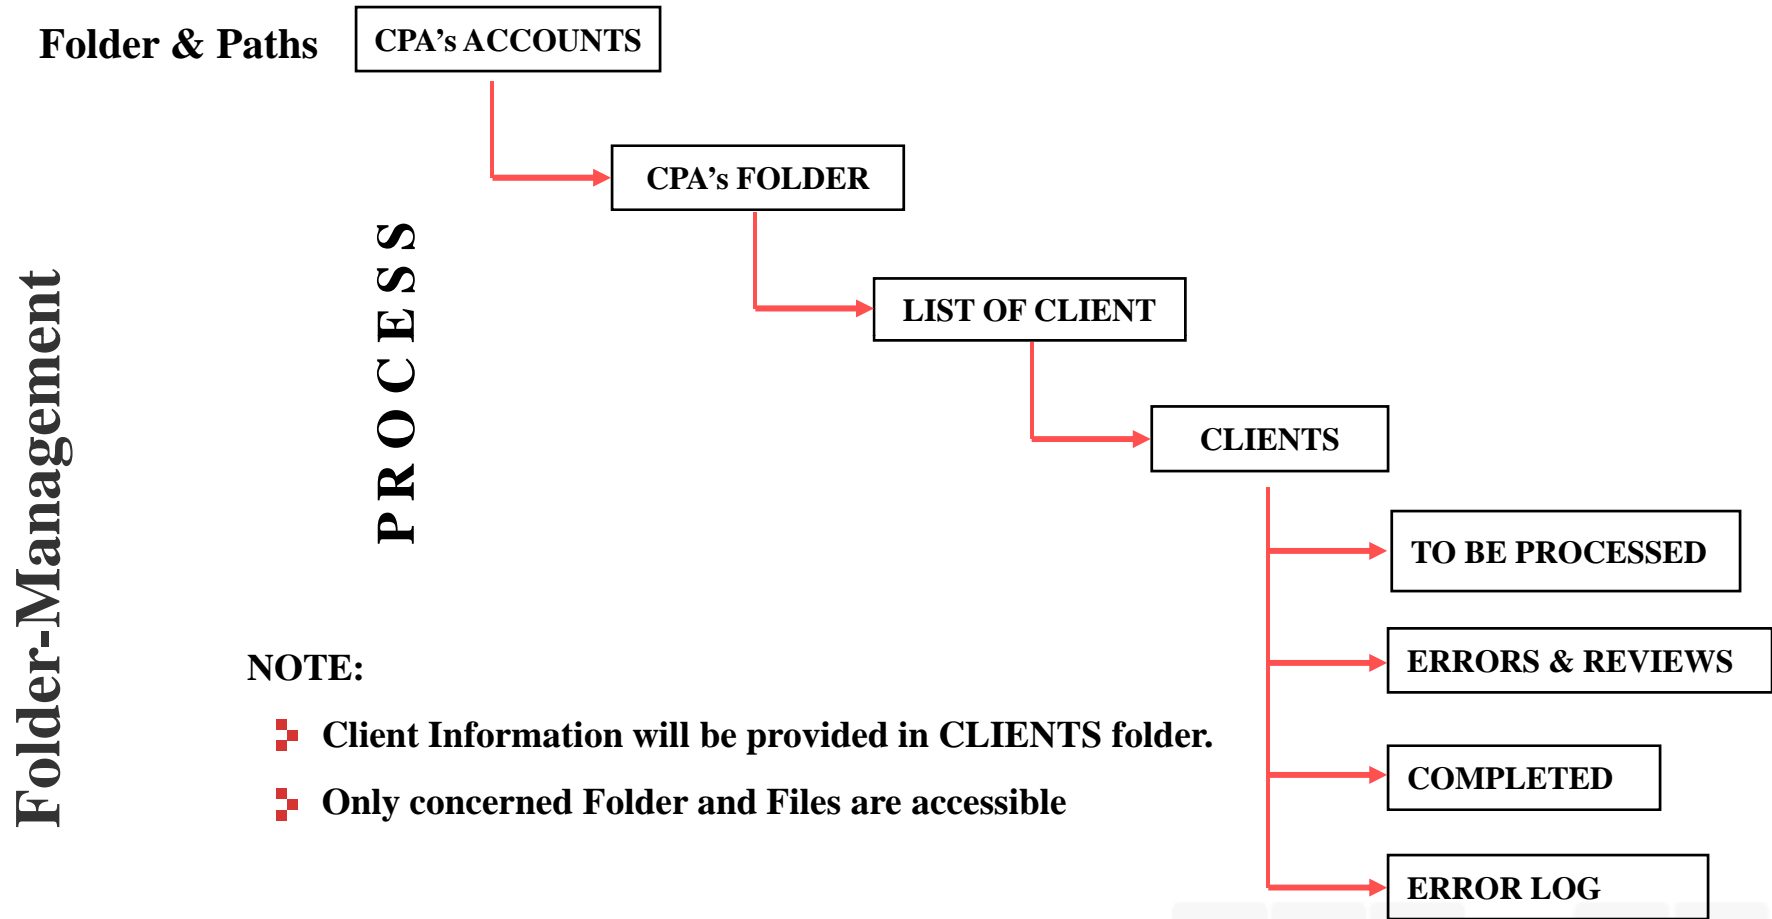 Folder & Paths
CPA’s ACCOUNTS
CPA’s FOLDER
LIST OF CLIENT
CLIENTS
TO BE PROCESSED
ERRORS & REVIEWS
COMPLETED
ERROR LOG
PROCESS
Folder-Management
NOTE:
Client Information will be provided in CLIENTS folder.
Only concerned Folder and Files are accessible